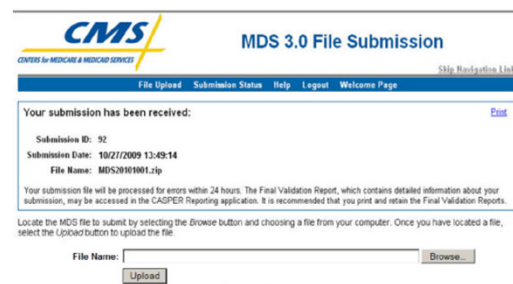 CMS
CENTERS for MEDICARE & MEDICAID SERVICES
MDS 3.0 File Submission
Skip Navigation Link
File Upload Submission Status Help Logout Welcome Page
Your submission has been received:
Print
Submission ID: 92
Submission Date: 10/27/2009 13:49:14
File Name: MDS20101001.zip
Your submission file will be processed for errors within 24 hours. The Final Validation Report, which contains detailed information about your
submission, may be accessed in the CASPER Reporting application. It is recommended that you print and retain the Final Validation Reports.
Locate the MDS file to submit by selecting the Browse button and choosing a file from your computer. Once you have located a file,
select the Upload button to upload the file.
File Name: Browse...
Upload